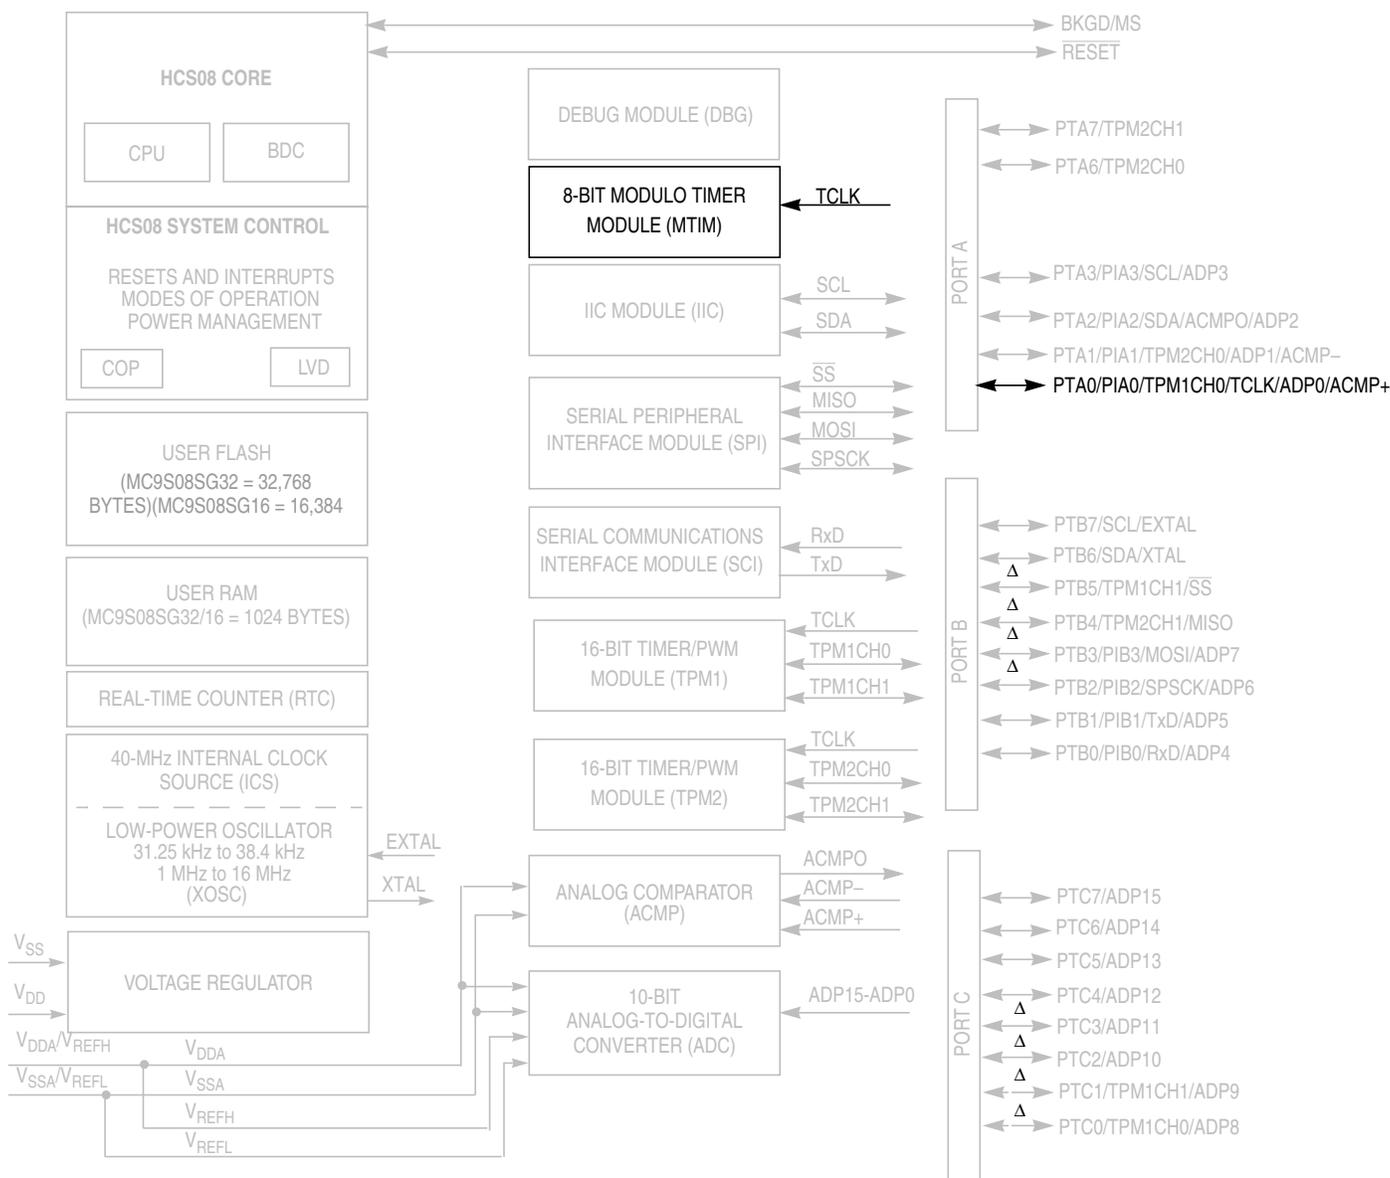 BKGD/MS
RESET
HCS08 CORE
CPU
BDC
HCS08 SYSTEM CONTROL
RESETS AND INTERRUPTS
MODES OF OPERATION
POWER MANAGEMENT
COP
LVD
USER FLASH
(MC9S08SG32 = 32,768
BYTES)(MC9S08SG16 = 16,384
USER RAM
(MC9S08SG32/16 = 1024 BYTES)
REAL-TIME COUNTER (RTC)
40-MHz INTERNAL CLOCK
SOURCE (ICS)
LOW-POWER OSCILLATOR
31.25 kHz to 38.4 kHz
1 MHz to 16 MHz
(XOSC)
EXTAL
XTAL
VSS
VDD
VOLTAGE REGULATOR
VDDA/VREFH
VDDA
VSSA/VREFL
VSSA
VREFH
VREFL
DEBUG MODULE (DBG)
8-BIT MODULO TIMER
MODULE (MTIM)
TCLK
IIC MODULE (IIC)
SCL
SDA
SERIAL PERIPHERAL
INTERFACE MODULE (SPI)
SS
MISO
MOSI
SPSCK
SERIAL COMMUNICATIONS
INTERFACE MODULE (SCI)
RxD
TxD
16-BIT TIMER/PWM
MODULE (TPM1)
TCLK
TPM1CH0
TPM1CH1
16-BIT TIMER/PWM
MODULE (TPM2)
TCLK
TPM2CH0
TPM2CH1
ANALOG COMPARATOR
(ACMP)
ACMPO
ACMP–
ACMP+
10-BIT
ANALOG-TO-DIGITAL
CONVERTER (ADC)
ADP15-ADP0
PORT A
PTA7/TPM2CH1
PTA6/TPM2CH0
PTA3/PIA3/SCL/ADP3
PTA2/PIA2/SDA/ACMPO/ADP2
PTA1/PIA1/TPM2CH0/ADP1/ACMP–
PTA0/PIA0/TPM1CH0/TCLK/ADP0/ACMP+
PORT B
PTB7/SCL/EXTAL
PTB6/SDA/XTAL
Δ
PTB5/TPM1CH1/SS
Δ
PTB4/TPM2CH1/MISO
Δ
PTB3/PIB3/MOSI/ADP7
Δ
PTB2/PIB2/SPSCK/ADP6
PTB1/PIB1/TxD/ADP5
PTB0/PIB0/RxD/ADP4
PORT C
PTC7/ADP15
PTC6/ADP14
PTC5/ADP13
PTC4/ADP12
Δ
PTC3/ADP11
Δ
PTC2/ADP10
Δ
PTC1/TPM1CH1/ADP9
Δ
PTC0/TPM1CH0/ADP8